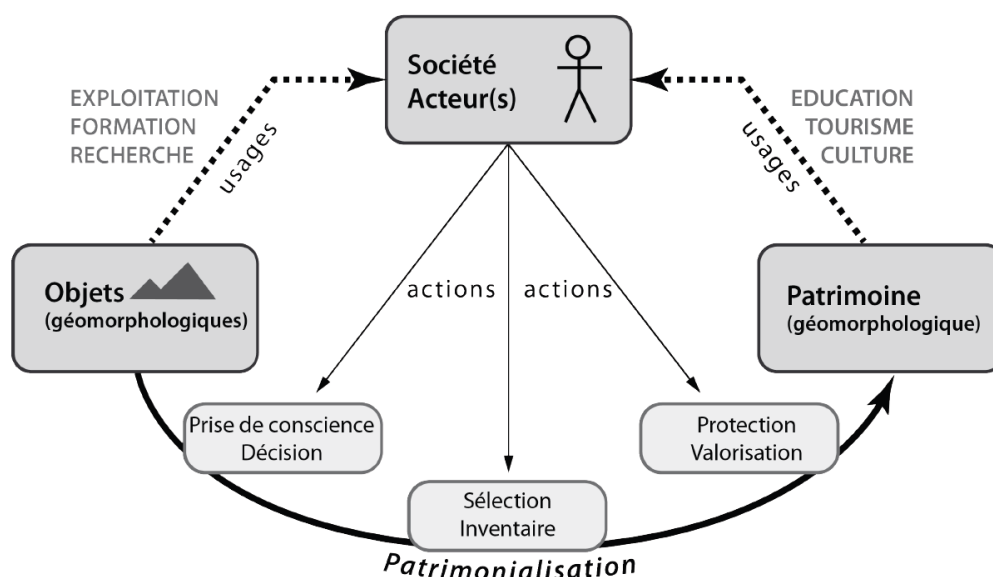 Société
Acteur(s)
EXPLOITATION
FORMATION
RECHERCHE
usages
EDUCATION
TOURISME
CULTURE
usages
Objets
(géomorphologiques)
actions
actions
Patrimoine
(géomorphologique)
Prise de conscience
Décision
Protection
Valorisation
Sélection
Inventaire
Patrimonialisation